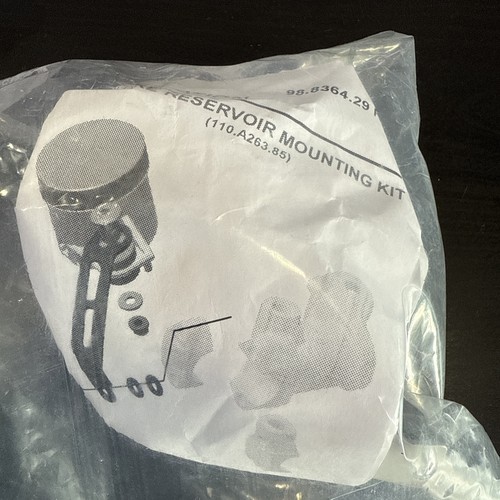 98.8364.29
RESERVOIR MOUNTING KIT
(110.A263.85)